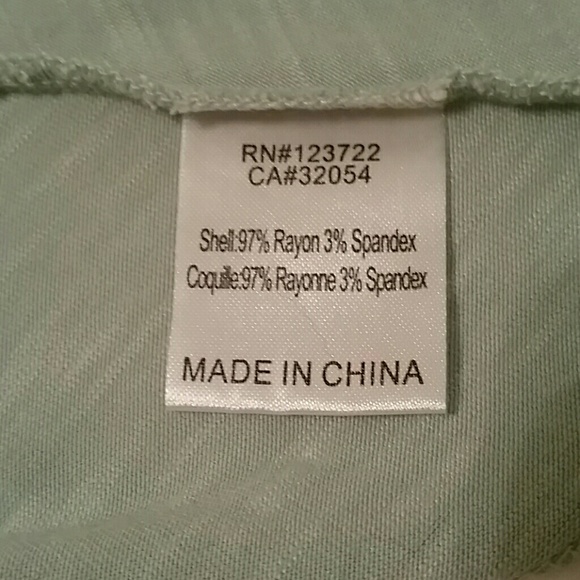 RN#123722
CA#32054
Shell:97% Rayon 3% Spandex
Coquille:97% Rayonne 3% Spandex
MADE IN CHINA